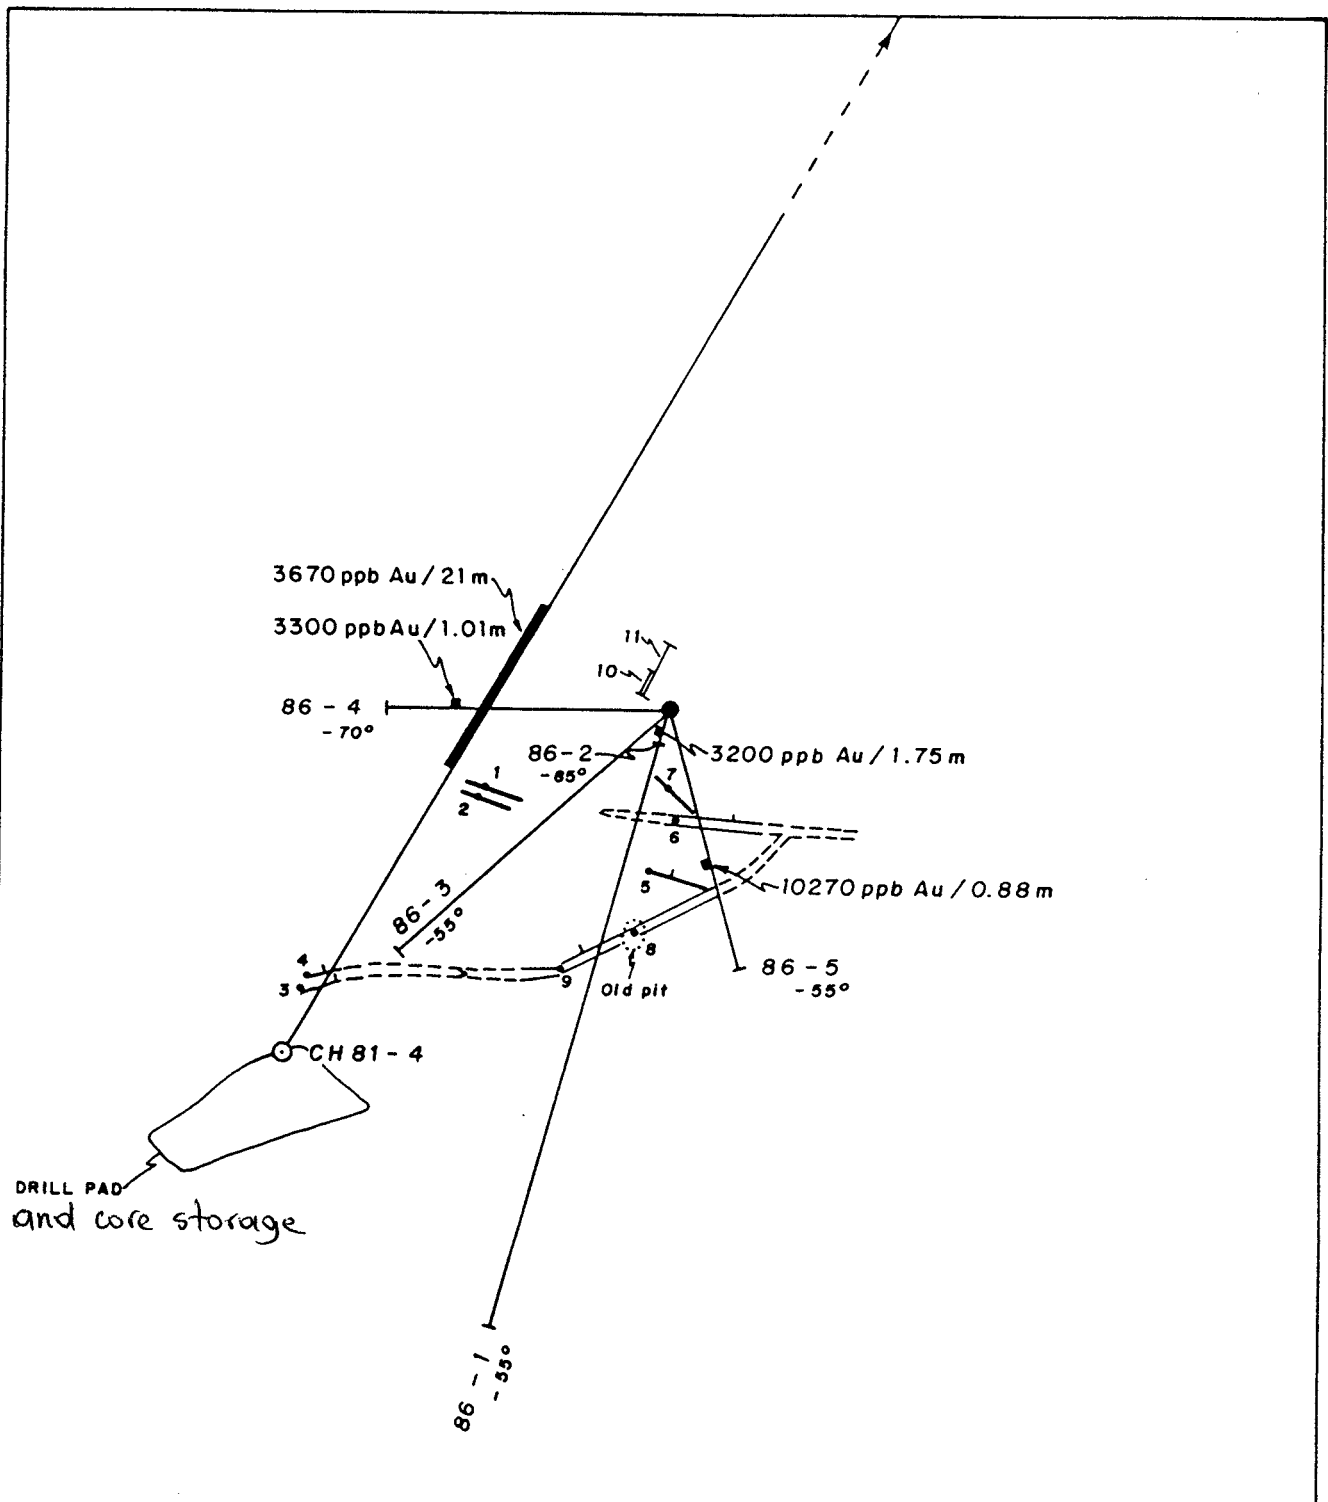 3670 ppb Au / 21 m
3300 ppb Au / 1.01 m
11
10
86 - 4
- 70°
86 - 2
- 85°
3200 ppb Au / 1.75 m
1
2
7
6
5
10270 ppb Au / 0.88 m
86 - 3
- 55°
8
4
3
9
Old pit
86 - 5
- 55°
CH 81 - 4
DRILL PAD
and core storage
86 - 1
- 55°